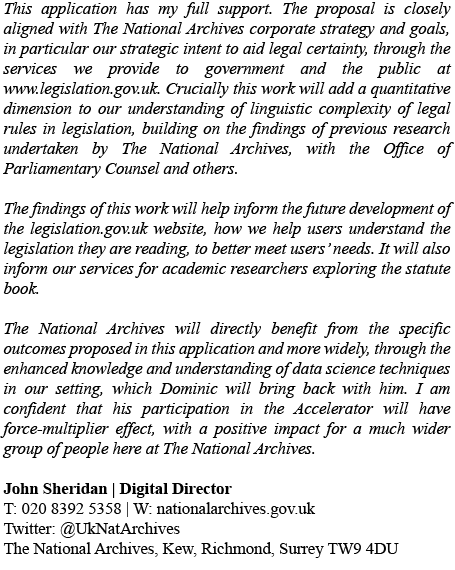 This application has my full support. The proposal is closely
aligned with The National Archives corporate strategy and goals,
in particular our strategic intent to aid legal certainty, through the
services we provide to government and the public at
www.legislation.gov.uk. Crucially this work will add a quantitative
dimension to our understanding of linguistic complexity of legal
rules in legislation, building on the findings of previous research
undertaken by The National Archives, with the Office of
Parliamentary Counsel and others.
The findings of this work will help inform the future development of
the legislation.gov.uk website, how we help users understand the
legislation they are reading, to better meet users' needs. It will also
inform our services for academic researchers exploring the statute
book.
The National Archives will directly benefit from the specific
outcomes proposed in this application and more widely, through the
enhanced knowledge and understanding of data science techniques
in our setting, which Dominic will bring back with him. I am
confident that his participation in the Accelerator will have
force-multiplier effect, with a positive impact for a much wider
group of people here at The National Archives.
John Sheridan | Digital Director
T: 020 8392 5358 | W: nationalarchives.gov.uk
Twitter: @UkNatArchives
The National Archives, Kew, Richmond, Surrey TW9 4DU